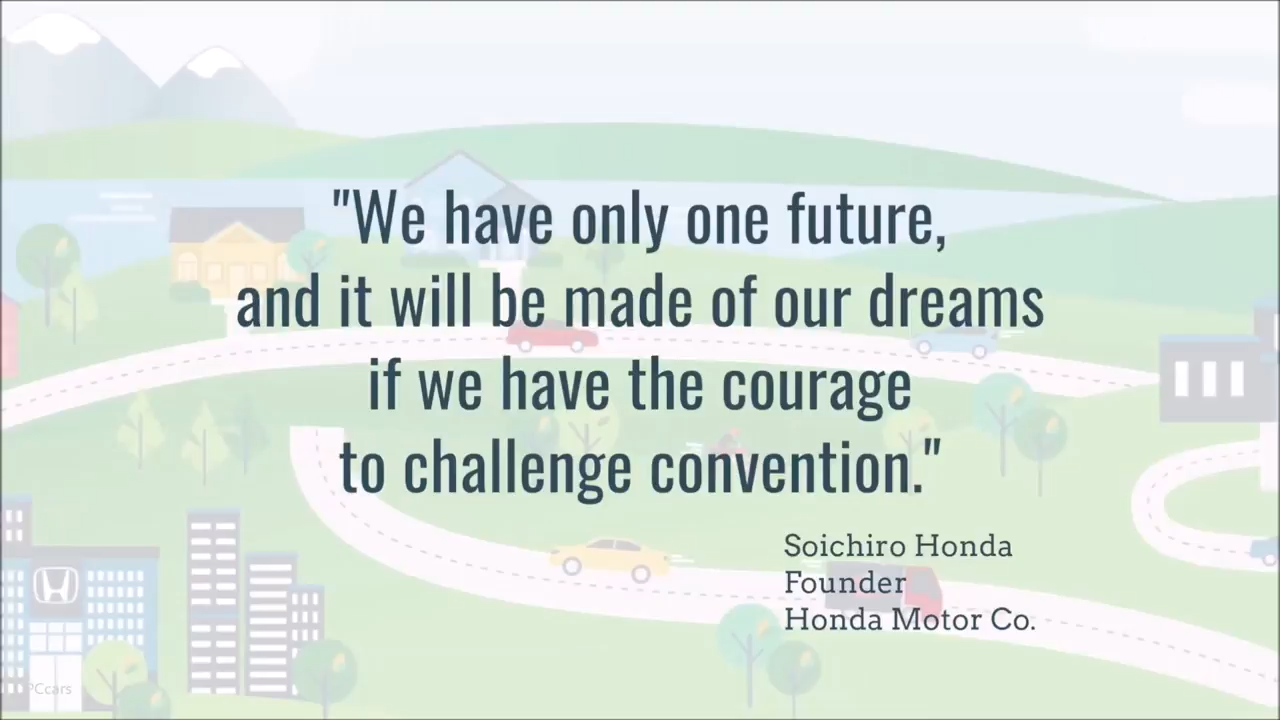 "We have only one future,
and it will be made of our dreams
if we have the courage
to challenge convention."
Soichiro Honda
Founder
Honda Motor Co.
PCcars